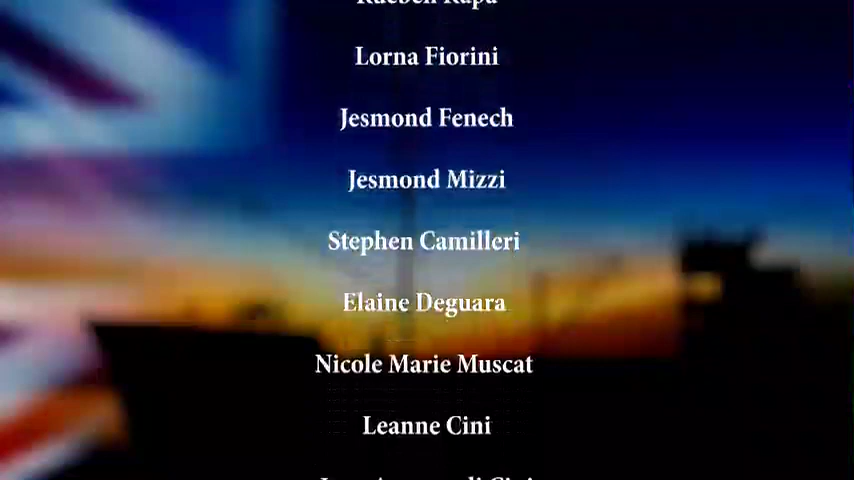 Lorna Fiorini
Jesmond Fenech
Jesmond Mizzi
Stephen Camilleri
Elaine Deguara
Nicole Marie Muscat
Leanne Cini